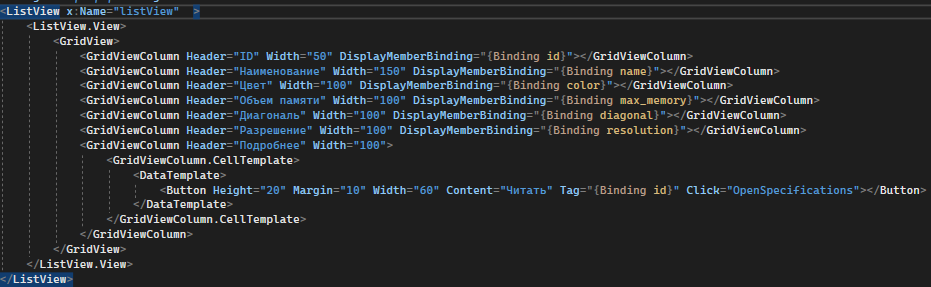 <ListView x:Name="listView"  >
<ListView.View>
<GridView>
<GridViewColumn Header="ID" Width="50" DisplayMemberBinding="{Binding id}"></GridViewColumn>
<GridViewColumn Header="Наименование" Width="150" DisplayMemberBinding="{Binding name}"></GridViewColumn>
<GridViewColumn Header="Цвет" Width="100" DisplayMemberBinding="{Binding color}"></GridViewColumn>
<GridViewColumn Header="Объем памяти" Width="100" DisplayMemberBinding="{Binding max_memory}"></GridViewColumn>
<GridViewColumn Header="Диагональ" Width="100" DisplayMemberBinding="{Binding diagonal}"></GridViewColumn>
<GridViewColumn Header="Разрешение" Width="100" DisplayMemberBinding="{Binding resolution}"></GridViewColumn>
<GridViewColumn Header="Подробнее" Width="100">
<GridViewColumn.CellTemplate>
<DataTemplate>
<Button Height="20" Margin="10" Width="60" Content="Читать" Tag="{Binding id}" Click="OpenSpecifications"></Button>
</DataTemplate>
</GridViewColumn.CellTemplate>
</GridViewColumn>
</GridView>
</ListView.View>
</ListView>